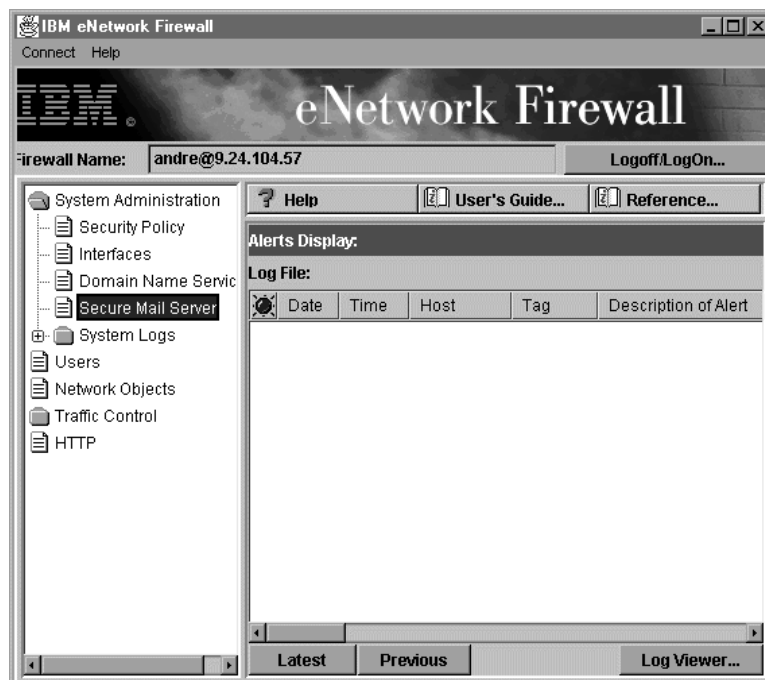 IBM eNetwork Firewall
Connect Help
IBM. eNetwork Firewall
Firewall Name: andre@9.24.104.57 Logoff/LogOn...
System Administration
Security Policy
Interfaces
Domain Name Servic
Secure Mail Server
System Logs
Users
Network Objects
Traffic Control
HTTP
Help User's Guide... Reference...
Alerts Display:
Log File:
Date Time Host Tag Description of Alert
Latest Previous Log Viewer...